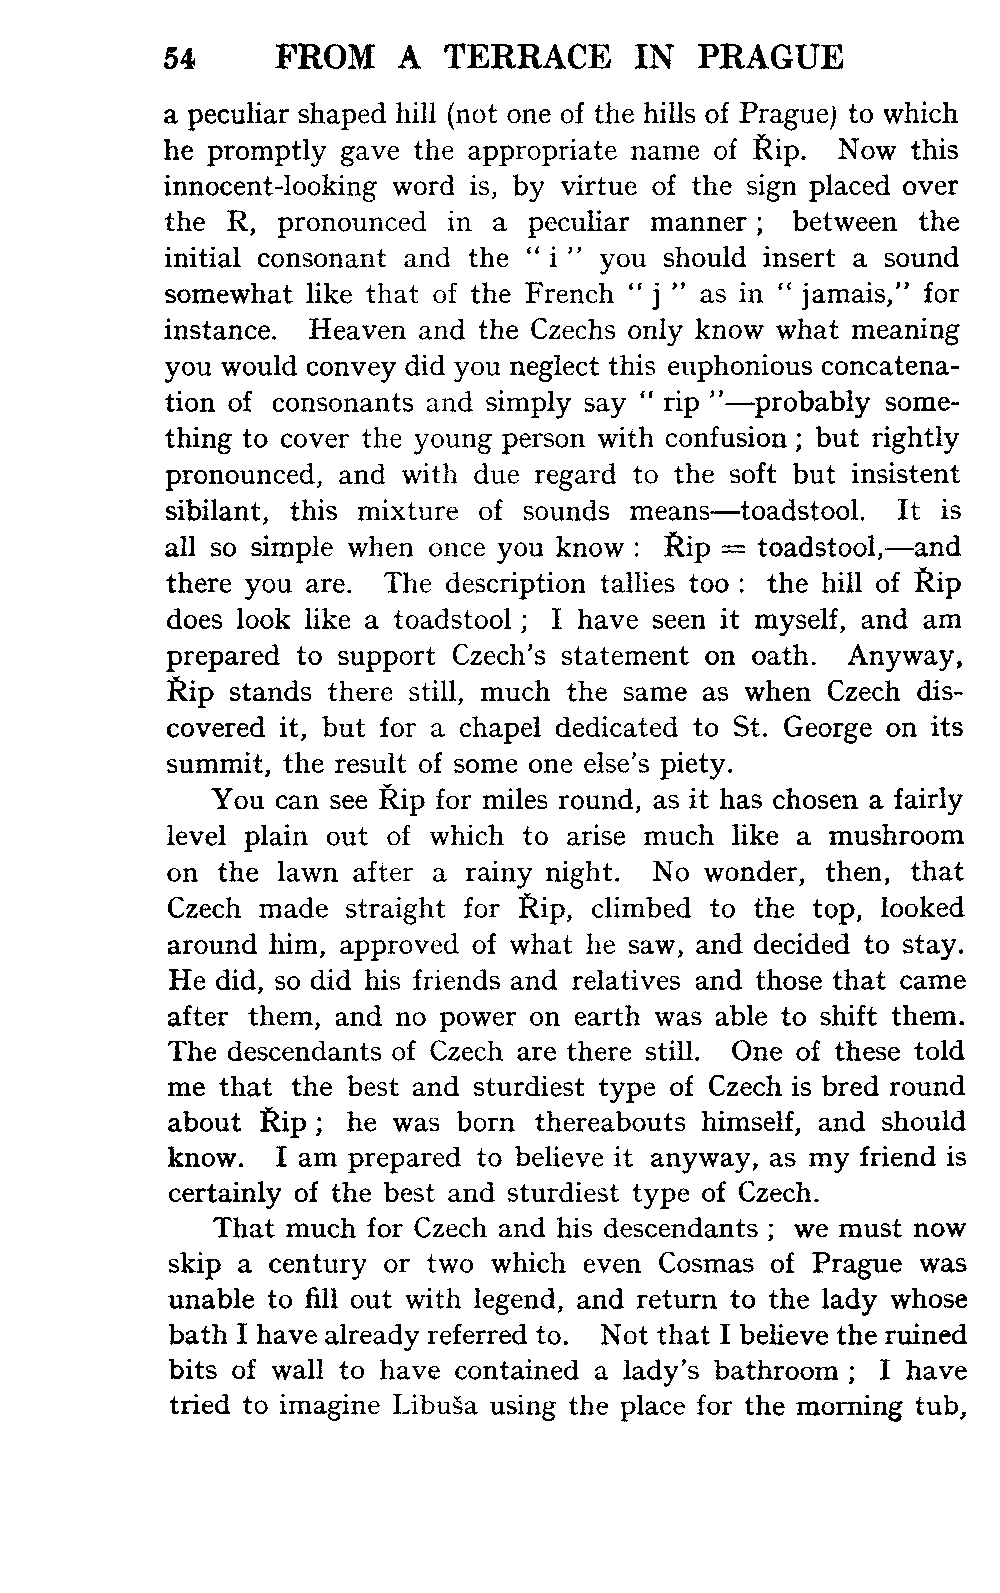 54 FROM A TERRACE IN PRAGUE
a peculiar shaped hill (not one of the hills of Prague) to which
he promptly gave the appropriate name of Řip. Now this
innocent-looking word is, by virtue of the sign placed over
the R, pronounced in a peculiar manner ; between the
initial consonant and the " i " you should insert a sound
somewhat like that of the French " j " as in " jamais," for
instance. Heaven and the Czechs only know what meaning
you would convey did you neglect this euphonious concatena-
tion of consonants and simply say " rip "—probably some-
thing to cover the young person with confusion ; but rightly
pronounced, and with due regard to the soft but insistent
sibilant, this mixture of sounds means—toadstool. It is
all so simple when once you know : Řip = toadstool,—and
there you are. The description tallies too : the hill of Řip
does look like a toadstool ; I have seen it myself, and am
prepared to support Czech's statement on oath. Anyway,
Řip stands there still, much the same as when Czech dis-
covered it, but for a chapel dedicated to St. George on its
summit, the result of some one else's piety.
You can see Řip for miles round, as it has chosen a fairly
level plain out of which to arise much like a mushroom
on the lawn after a rainy night. No wonder, then, that
Czech made straight for Řip, climbed to the top, looked
around him, approved of what he saw, and decided to stay.
He did, so did his friends and relatives and those that came
after them, and no power on earth was able to shift them.
The descendants of Czech are there still. One of these told
me that the best and sturdiest type of Czech is bred round
about Řip ; he was born thereabouts himself, and should
know. I am prepared to believe it anyway, as my friend is
certainly of the best and sturdiest type of Czech.
That much for Czech and his descendants ; we must now
skip a century or two which even Cosmas of Prague was
unable to fill out with legend, and return to the lady whose
bath I have already referred to. Not that I believe the ruined
bits of wall to have contained a lady's bathroom ; I have
tried to imagine Libuša using the place for the morning tub,